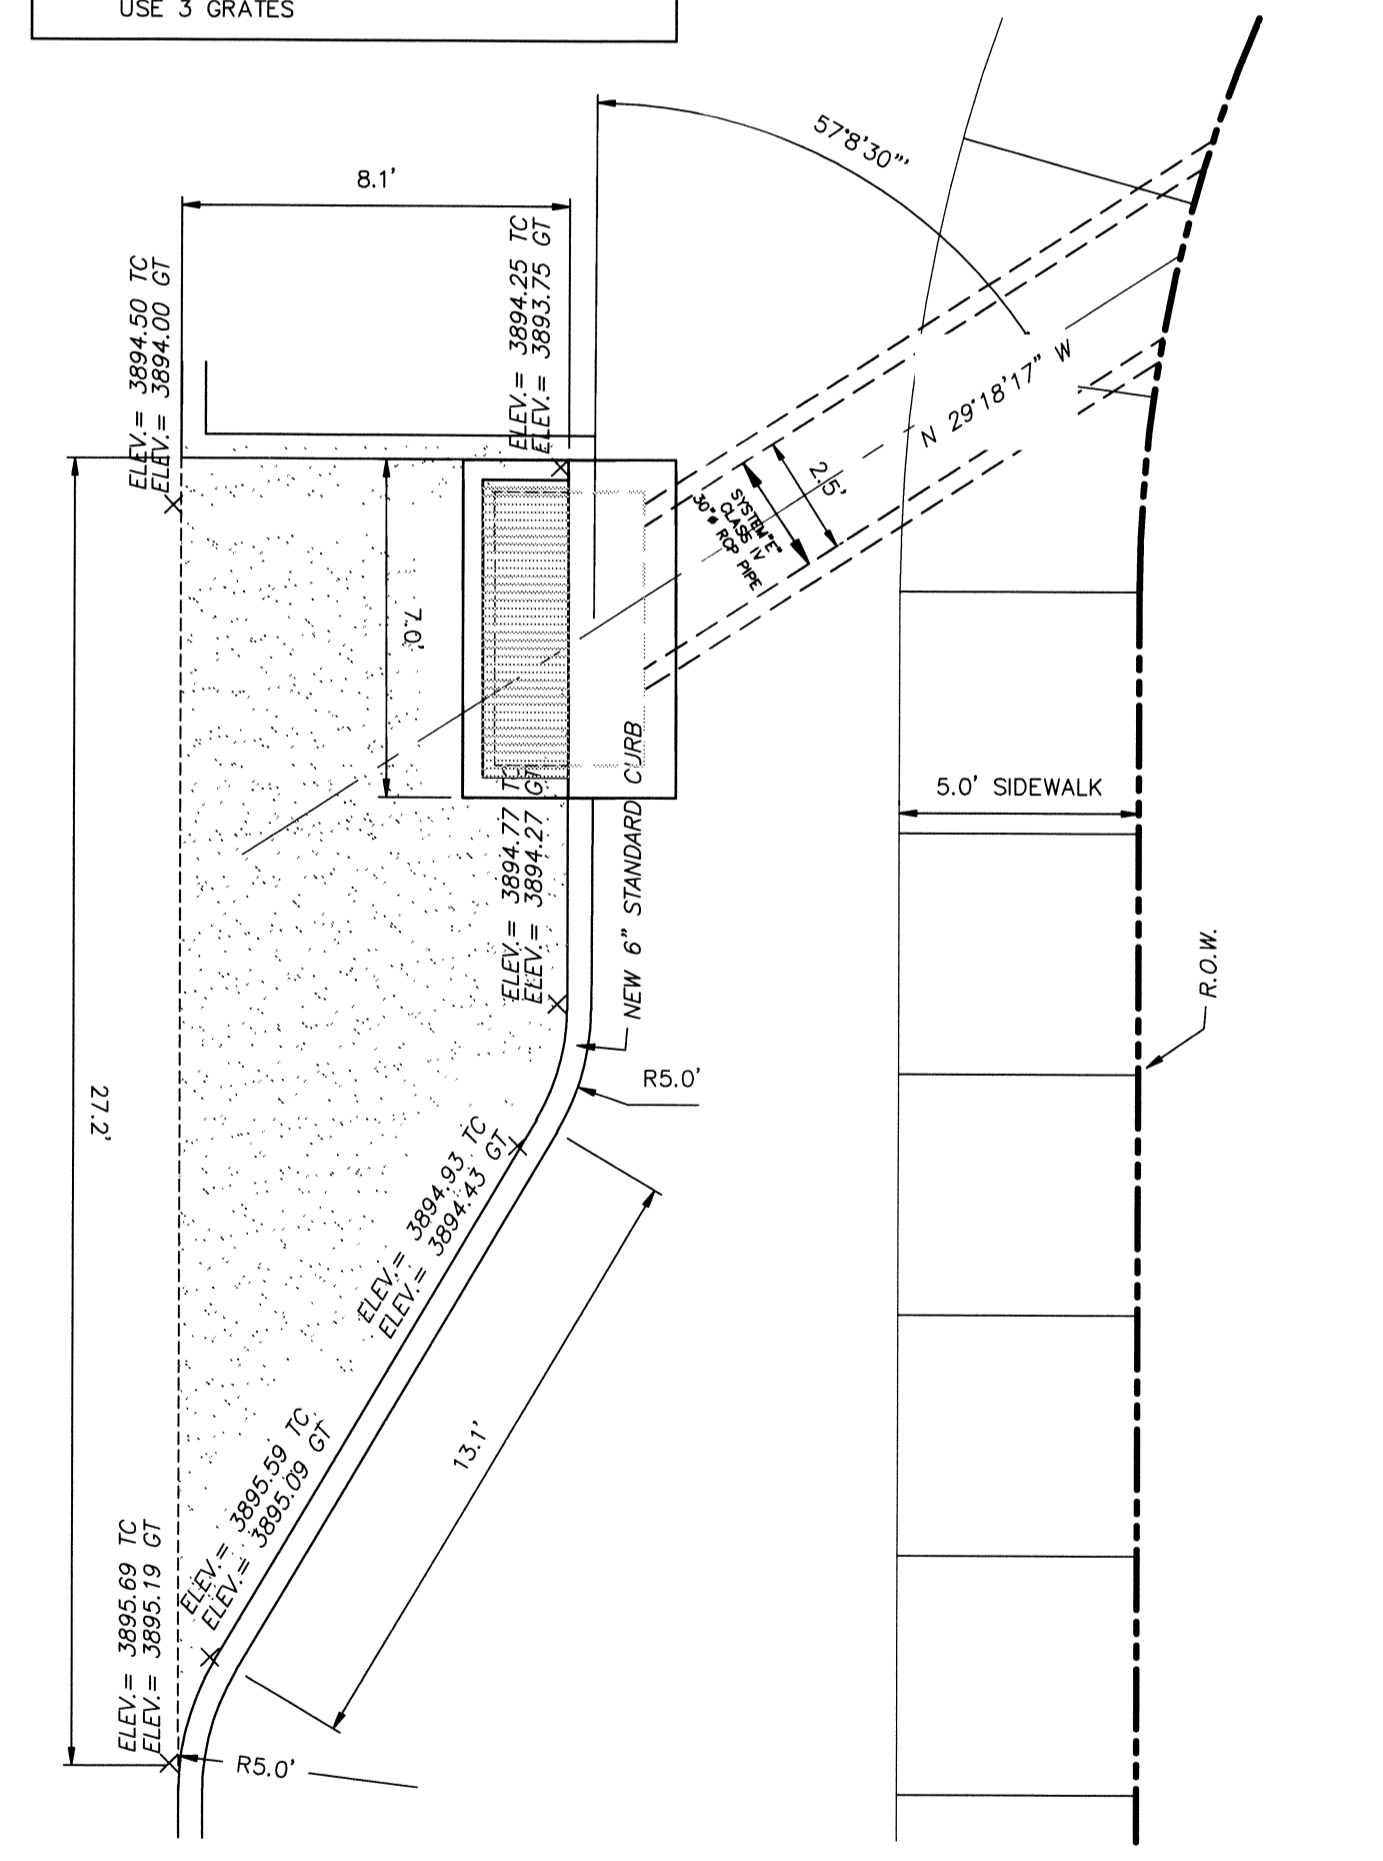 USE 3 GRATES
57°8'30"'
8.1'
ELEV.= 3894.50 TC
ELEV.= 3894.00 GT
ELEV.= 3894.25 TC
ELEV.= 3893.75 GT
N 29°18'17" W
2.5'
SYSTEM "E"
CLASS IV
30"ø RCP PIPE
7.0'
5.0' SIDEWALK
ELEV.= 3894.77 TC
ELEV.= 3894.27 GT
NEW 6" STANDARD CURB
R.O.W.
R5.0'
27.2'
ELEV.= 3894.93 TC
ELEV.= 3894.43 GT
13.1'
ELEV.= 3895.59 TC
ELEV.= 3895.09 GT
ELEV.= 3895.69 TC
ELEV.= 3895.19 GT
R5.0'